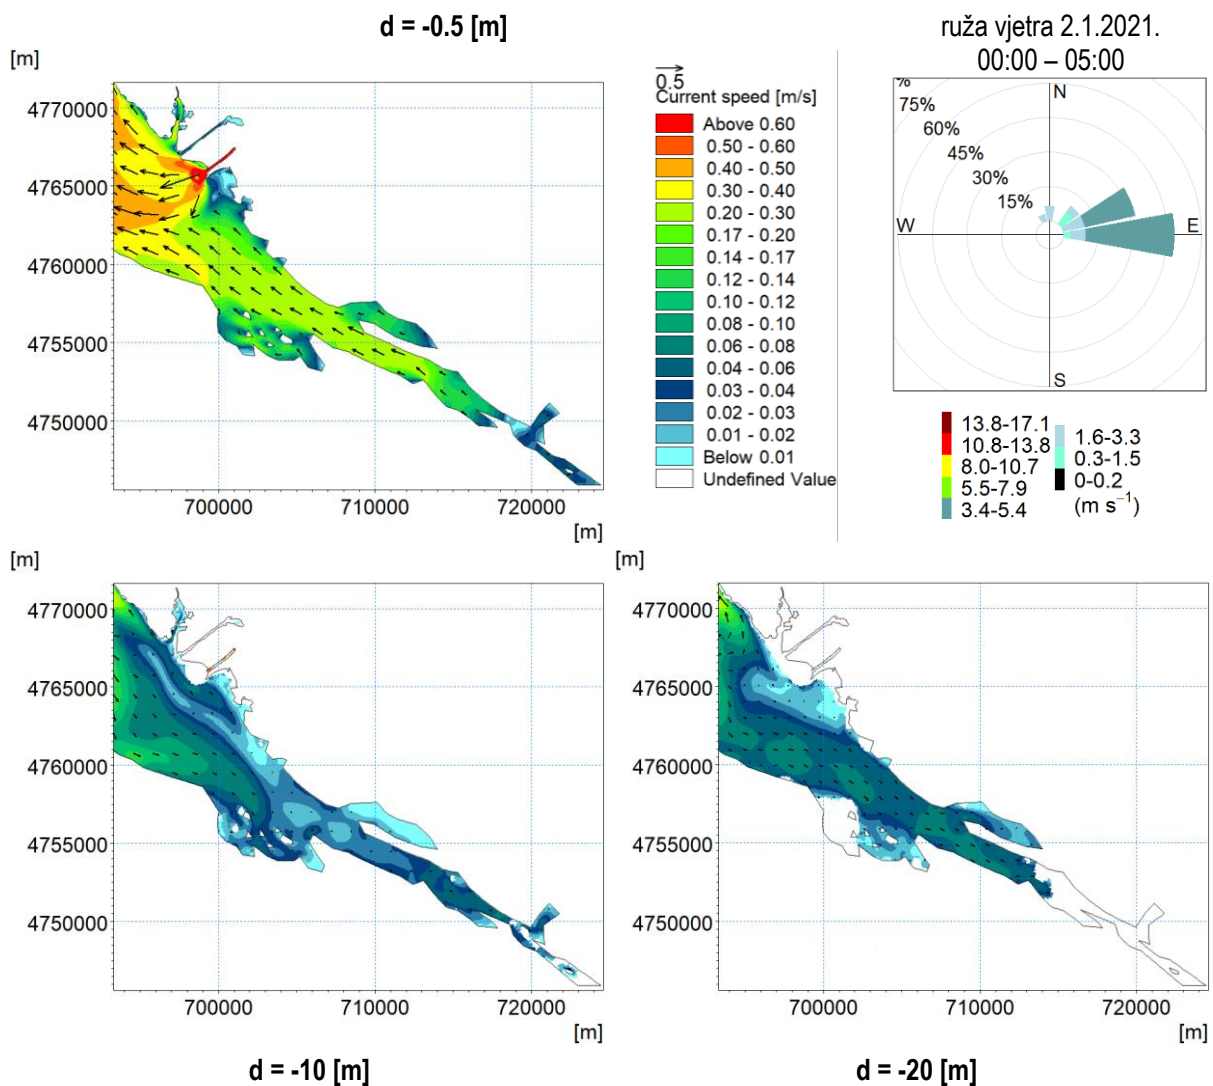 d = -0.5 [m]
[m]
4770000
4765000
4760000
4755000
4750000
700000
710000
720000
[m]
0.5
Current speed [m/s]
Above 0.60
0.50 - 0.60
0.40 - 0.50
0.30 - 0.40
0.20 - 0.30
0.17 - 0.20
0.14 - 0.17
0.12 - 0.14
0.10 - 0.12
0.08 - 0.10
0.06 - 0.08
0.04 - 0.06
0.03 - 0.04
0.02 - 0.03
0.01 - 0.02
Below 0.01
Undefined Value
ruža vjetra 2.1.2021.
00:00 – 05:00
%
75%
60%
45%
30%
15%
N
W
E
S
13.8-17.1
10.8-13.8
8.0-10.7
5.5-7.9
3.4-5.4
1.6-3.3
0.3-1.5
0-0.2
(m s⁻¹)
[m]
4770000
4765000
4760000
4755000
4750000
700000
710000
720000
[m]
d = -10 [m]
[m]
4770000
4765000
4760000
4755000
4750000
700000
710000
720000
[m]
d = -20 [m]